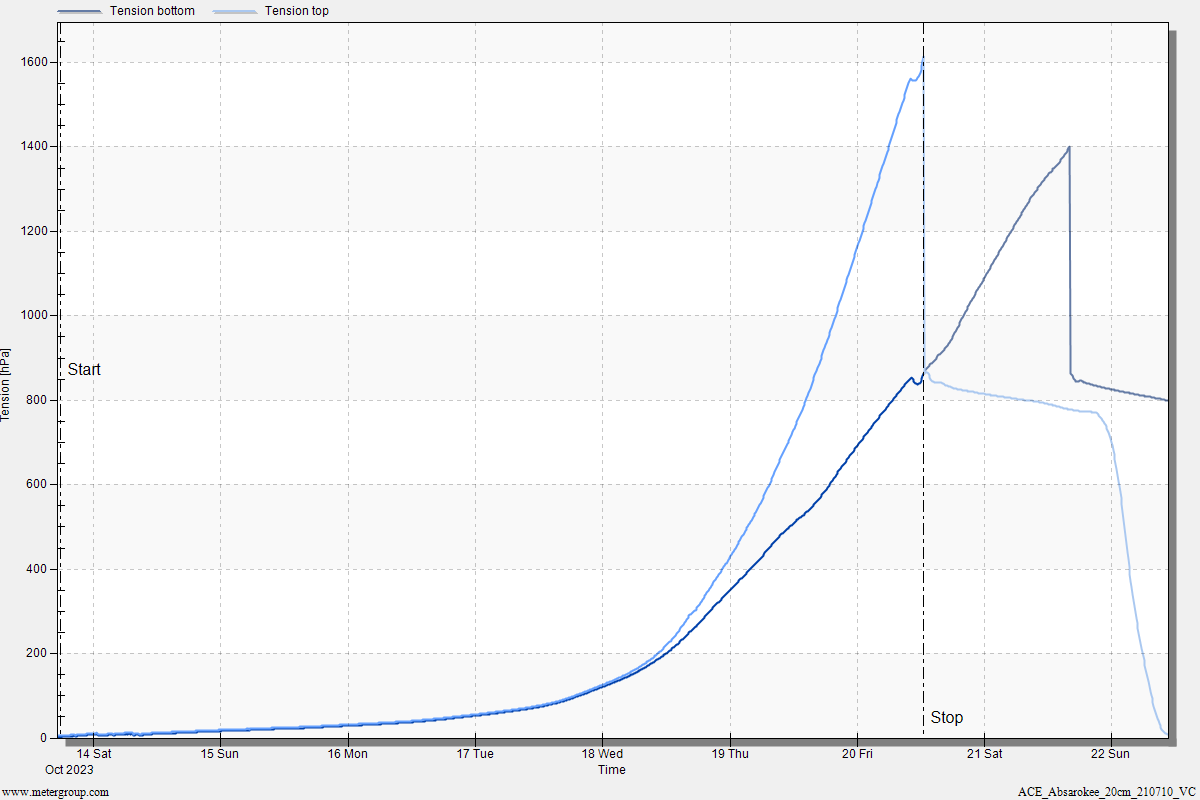 Tension bottom Tension top
1600
1400
1200
1000
800
600
400
200
0
Tension [hPa]
Start
Stop
14 Sat 15 Sun 16 Mon 17 Tue 18 Wed 19 Thu 20 Fri 21 Sat 22 Sun
Oct 2023
Time
www.metergroup.com
ACE_Absarokee_20cm_210710_VC